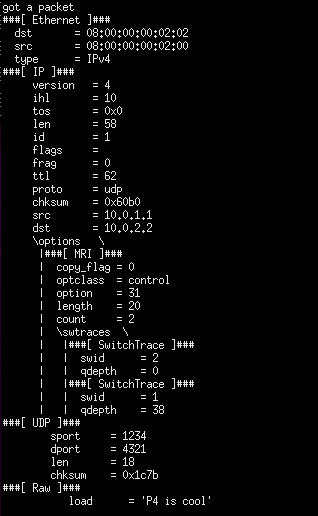 got a packet
###[ Ethernet ]###
  dst       = 08:00:00:00:02:02
  src       = 08:00:00:00:02:00
  type      = IPv4
###[ IP ]###
     version   = 4
     ihl       = 10
     tos       = 0x0
     len       = 58
     id        = 1
     flags     =
     frag      = 0
     ttl       = 62
     proto     = udp
     chksum    = 0x60b0
     src       = 10.0.1.1
     dst       = 10.0.2.2
     \options   \
      |###[ MRI ]###
      |  copy_flag = 0
      |  optclass  = control
      |  option    = 31
      |  length    = 20
      |  count     = 2
      |  \swtraces  \
      |   |###[ SwitchTrace ]###
      |   |  swid      = 2
      |   |  qdepth    = 0
      |   |###[ SwitchTrace ]###
      |   |  swid      = 1
      |   |  qdepth    = 38
###[ UDP ]###
           sport     = 1234
           dport     = 4321
           len       = 18
           chksum    = 0x1c7b
###[ Raw ]###
              load      = 'P4 is cool'